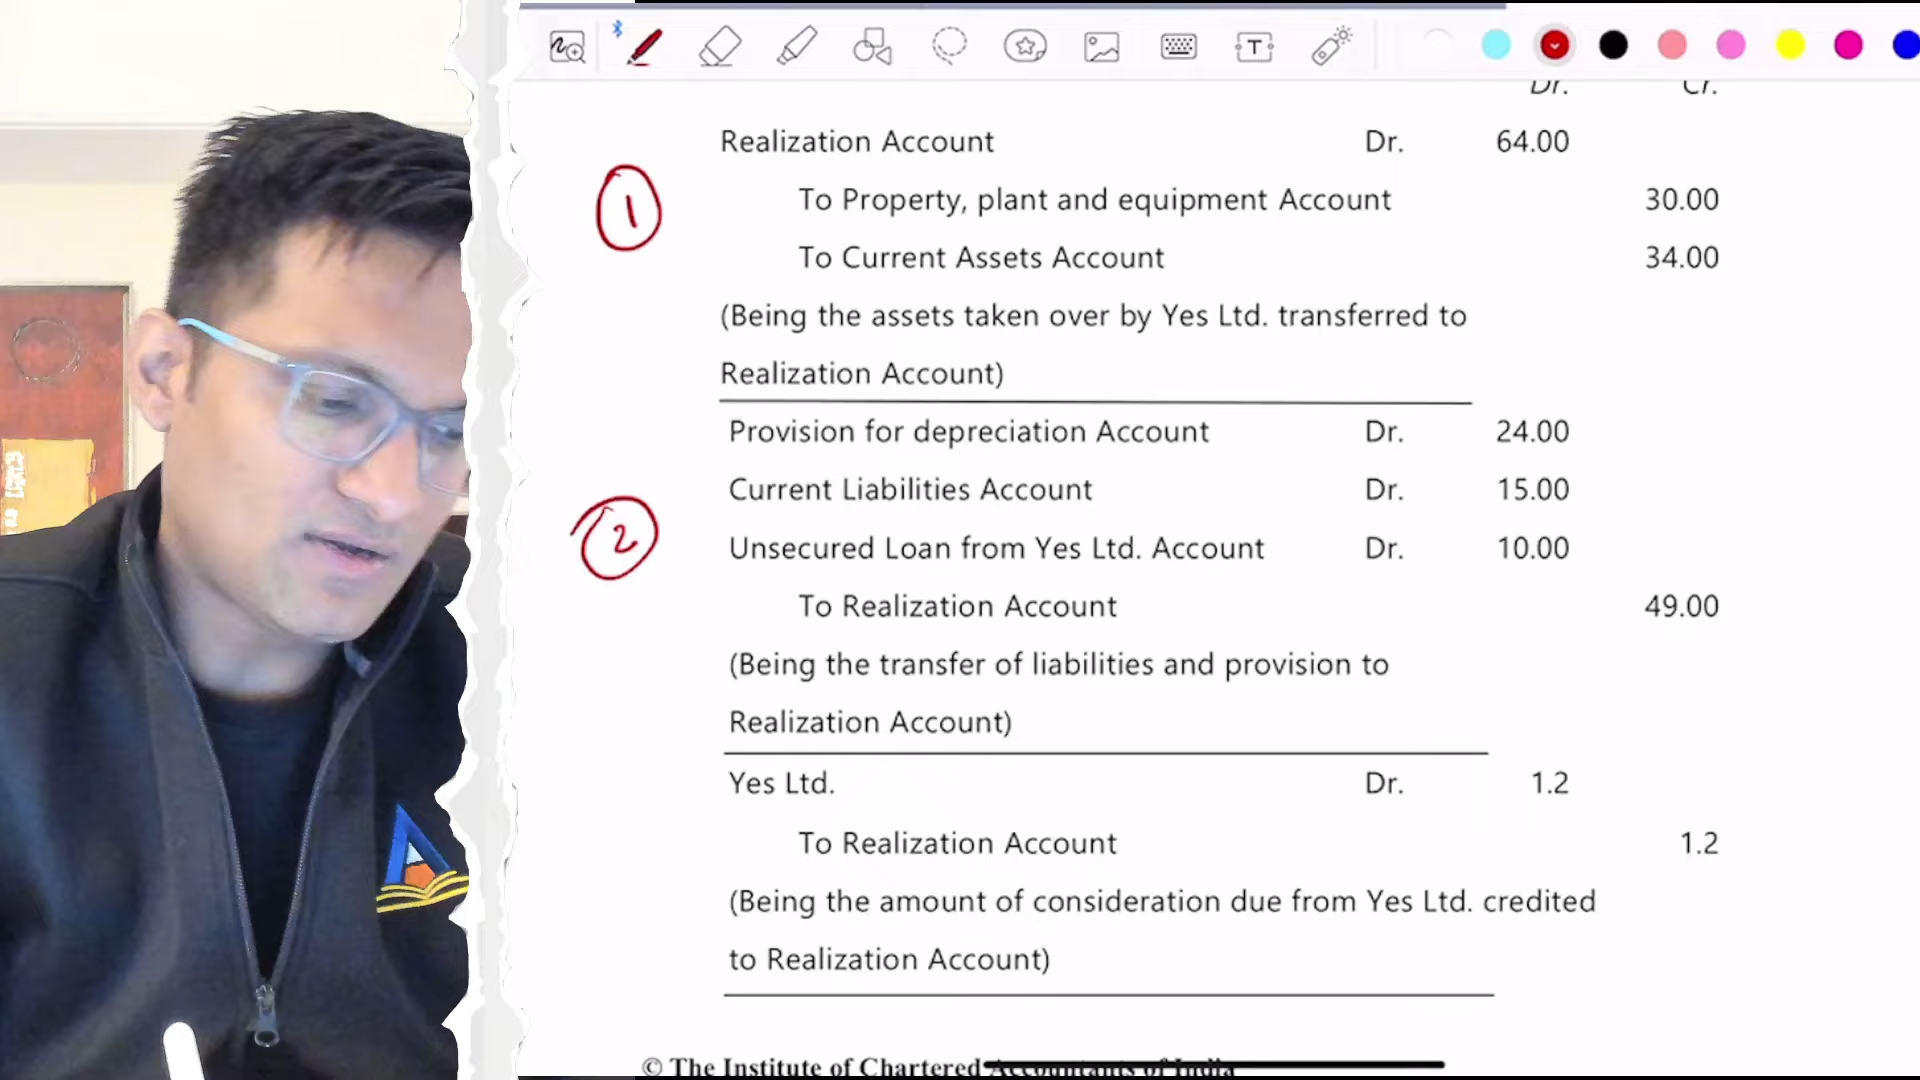 Dr. Cr.
Realization Account Dr. 64.00
1
To Property, plant and equipment Account 30.00
To Current Assets Account 34.00
(Being the assets taken over by Yes Ltd. transferred to
Realization Account)
Provision for depreciation Account Dr. 24.00
Current Liabilities Account Dr. 15.00
2
Unsecured Loan from Yes Ltd. Account Dr. 10.00
To Realization Account 49.00
(Being the transfer of liabilities and provision to
Realization Account)
Yes Ltd. Dr. 1.2
To Realization Account 1.2
(Being the amount of consideration due from Yes Ltd. credited
to Realization Account)
© The Institute of Chartered Accountants of India